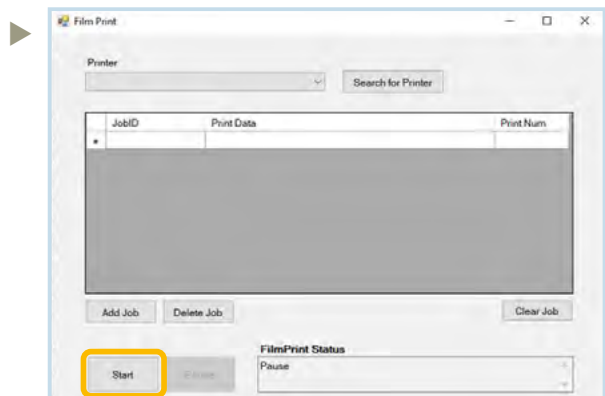 Film Print
Printer
Search for Printer
JobID Print Data Print Num
Add Job Delete Job Clear Job
FilmPrint Status
Start Pause Pause